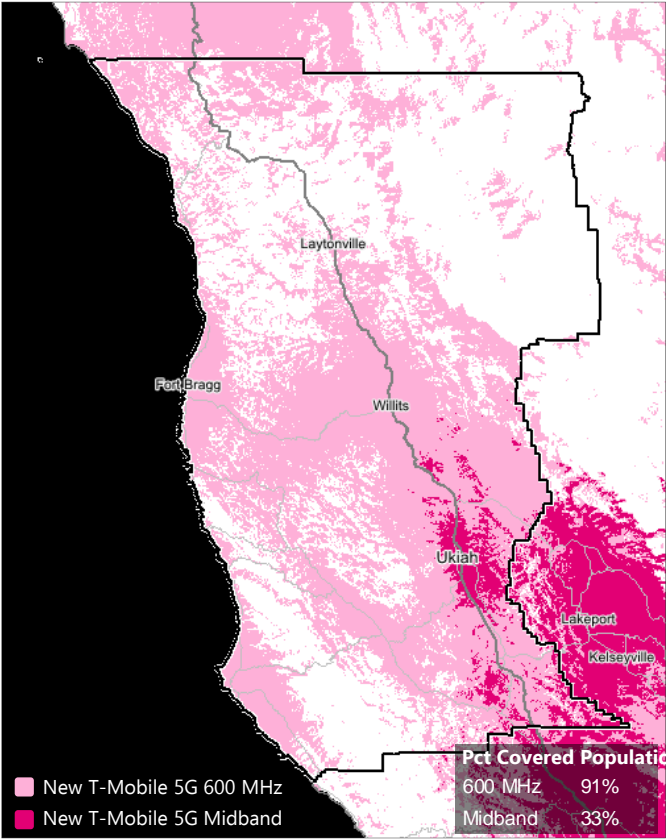 Laytonville
Fort Bragg
Willits
Ukiah
Lakeport
Kelseyville
New T-Mobile 5G 600 MHz
New T-Mobile 5G Midband
Pct Covered Populatio
600 MHz 91%
Midband 33%